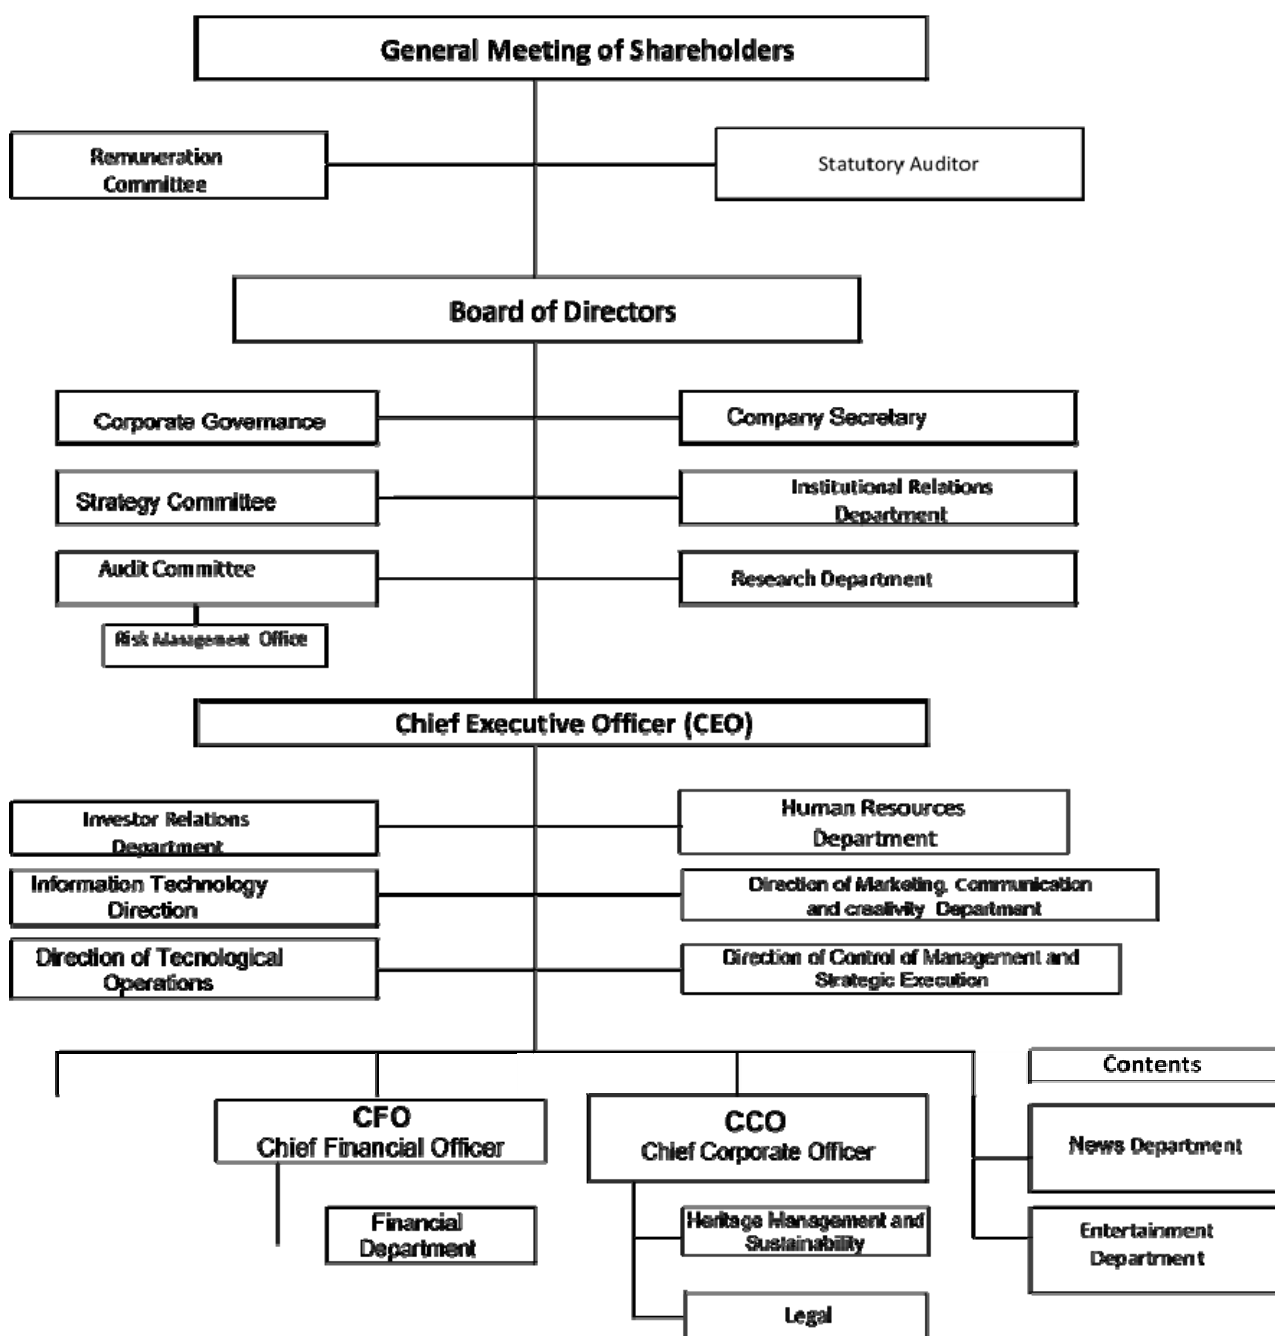 General Meeting of Shareholders
Remuneration
Committee
Statutory Auditor
Board of Directors
Corporate Governance
Company Secretary
Strategy Committee
Institutional Relations
Department
Audit Committee
Research Department
Risk Management Office
Chief Executive Officer (CEO)
Investor Relations
Department
Human Resources
Department
Information Technology
Direction
Direction of Marketing, Communication
and creativity Department
Direction of Tecnological
Operations
Direction of Control of Management and
Strategic Execution
Contents
CFO
Chief Financial Officer
CCO
Chief Corporate Officer
News Department
Financial
Department
Heritage Management and
Sustainability
Entertainment
Department
Legal